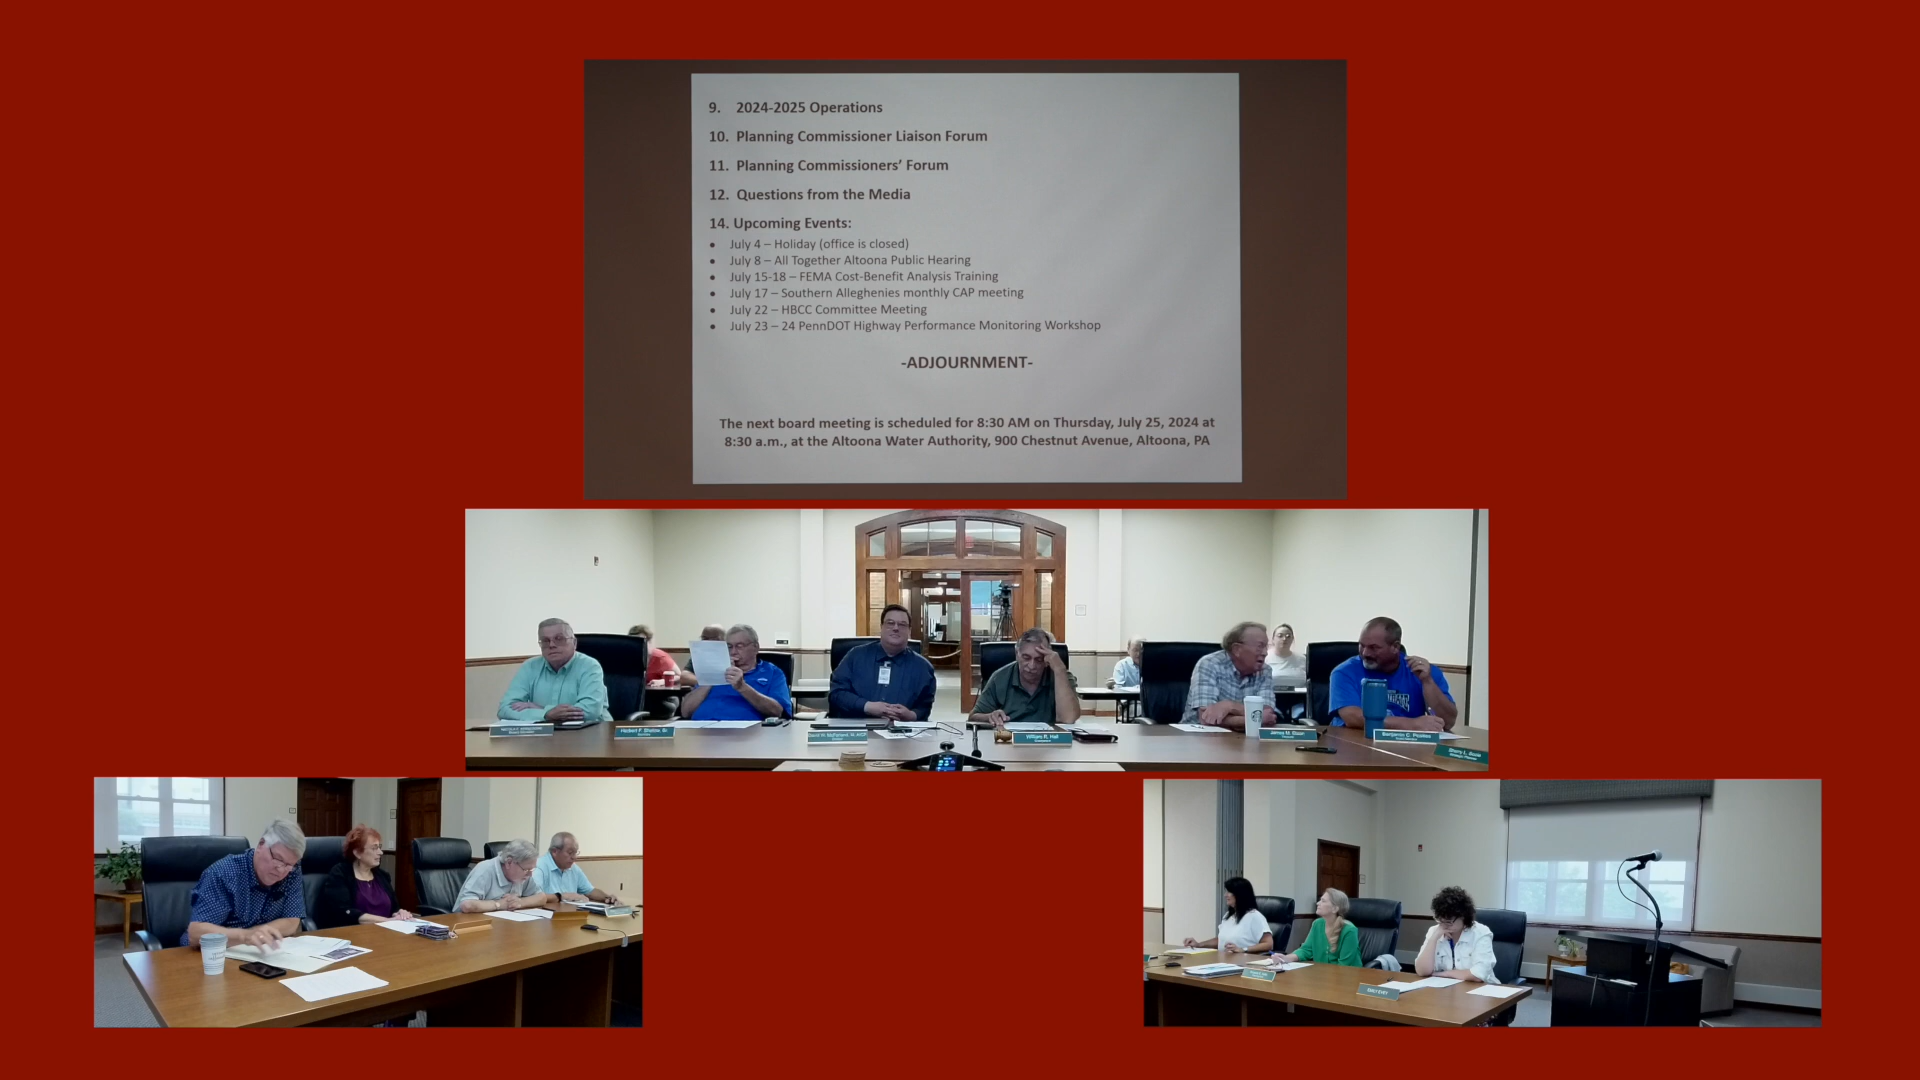 9. 2024-2025 Operations
10. Planning Commissioner Liaison Forum
11. Planning Commissioners' Forum
12. Questions from the Media
14. Upcoming Events:
• July 4 – Holiday (office is closed)
• July 8 – All Together Altoona Public Hearing
• July 15-18 – FEMA Cost-Benefit Analysis Training
• July 17 – Southern Alleghenies monthly CAP meeting
• July 22 – HBCC Committee Meeting
• July 23 – 24 PennDOT Highway Performance Monitoring Workshop
-ADJOURNMENT-
The next board meeting is scheduled for 8:30 AM on Thursday, July 25, 2024 at
8:30 a.m., at the Altoona Water Authority, 900 Chestnut Avenue, Altoona, PA
William R. Hall